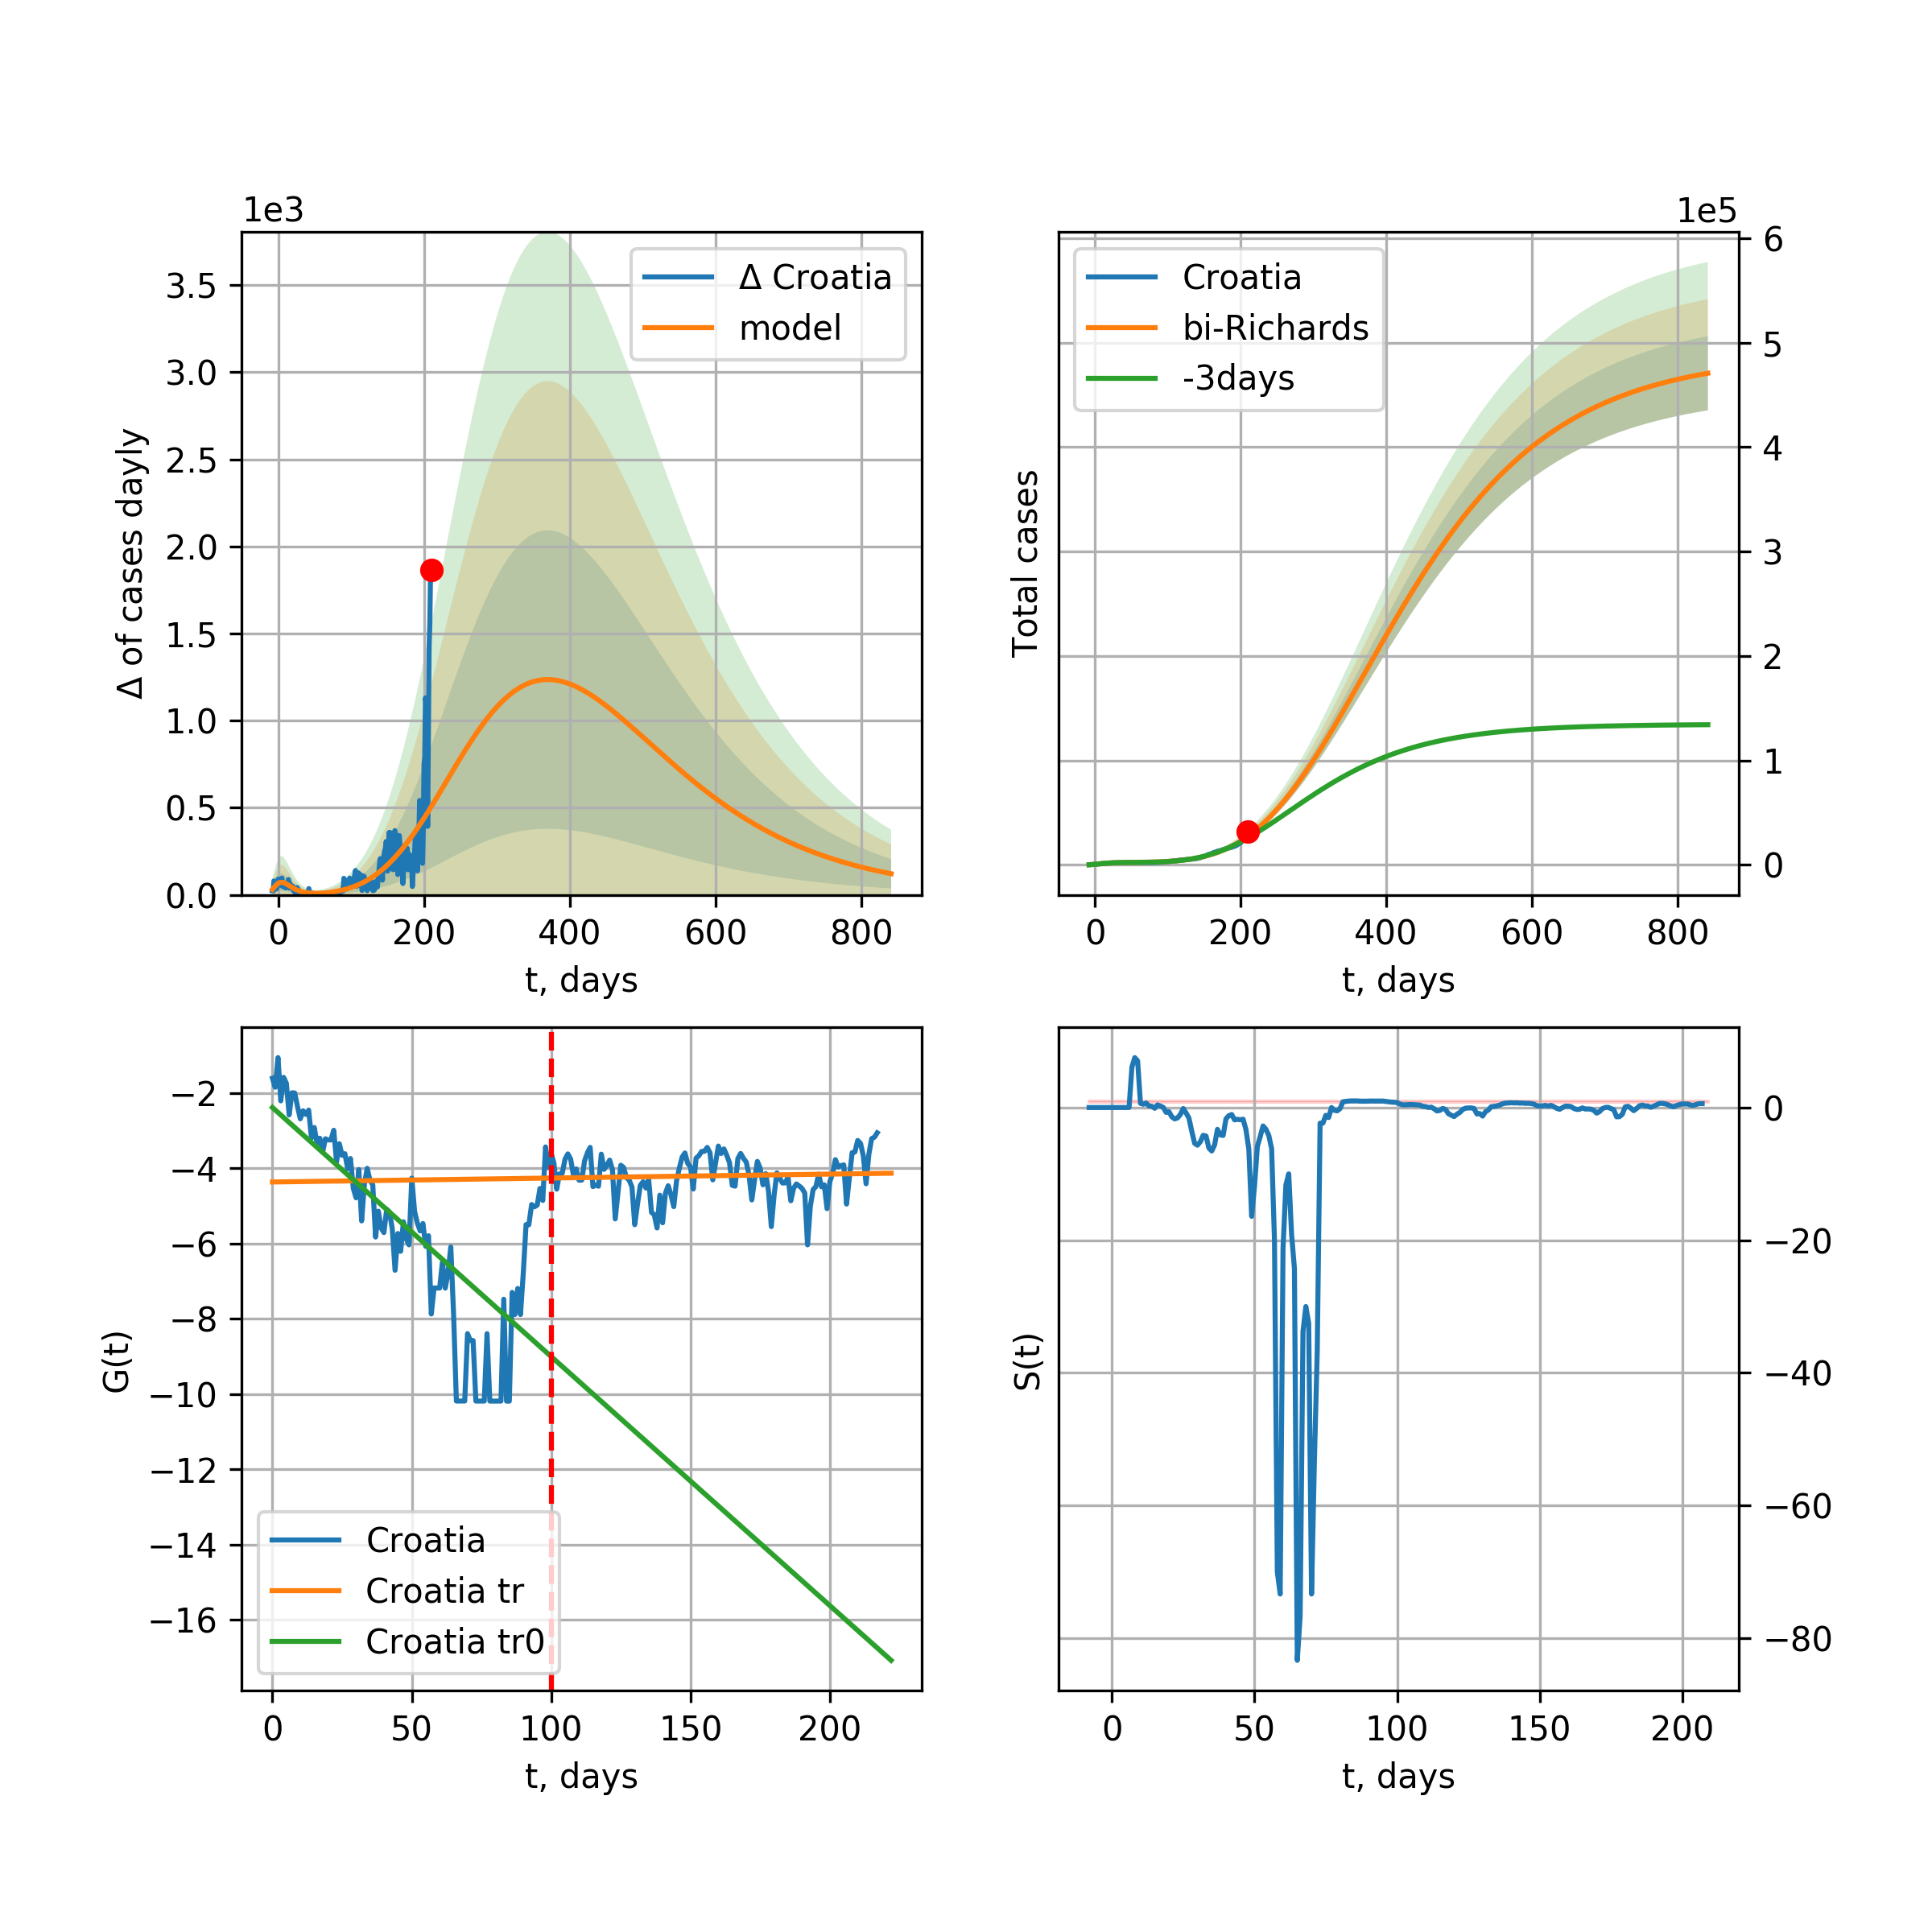 1e3
Δ of cases dayly
3.5
3.0
2.5
2.0
1.5
1.0
0.5
0.0
Δ Croatia
model
0 200 400 600 800
t, days
1e5
Total cases
Croatia
bi-Richards
-3days
6
5
4
3
2
1
0
0 200 400 600 800
t, days
G(t)
−2
−4
−6
−8
−10
−12
−14
−16
Croatia
Croatia tr
Croatia tr0
0 50 100 150 200
t, days
S(t)
0
−20
−40
−60
−80
0 50 100 150 200
t, days